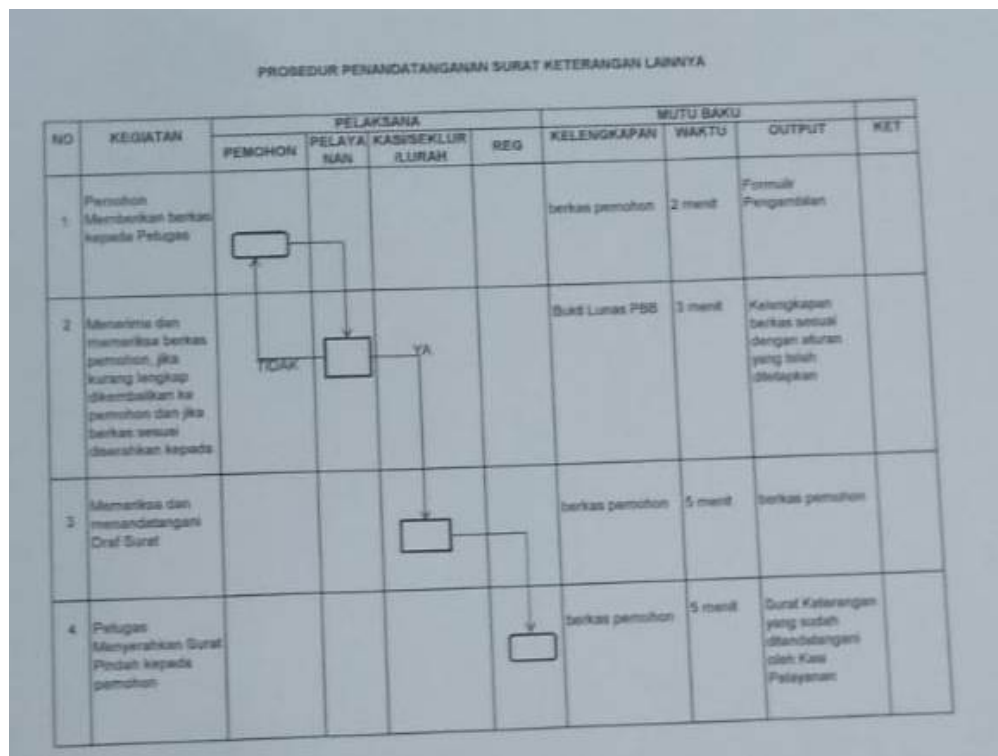 PROSEDUR PENANDATANGANAN SURAT KETERANGAN LAINNYA
NO
KEGIATAN
PELAKSANA
MUTU BAKU
KET
PEMOHON
PELAYA
NAN
KASI/SEKLUR
/LURAH
REG
KELENGKAPAN
WAKTU
OUTPUT
1
Pemohon
Memberikan berkas
kepada Petugas
berkas pemohon
2 menit
Formulir
Pengambilan
2
Menerima dan
memeriksa berkas
pemohon, jika
kurang lengkap
dikembalikan ke
pemohon dan jika
berkas sesuai
diserahkan kepada
TIDAK
YA
Bukti Lunas PBB
3 menit
Kelengkapan
berkas sesuai
dengan aturan
yang telah
ditetapkan
3
Memeriksa dan
menandatangani
Draf Surat
berkas pemohon
5 menit
berkas pemohon
4
Petugas
Menyerahkan Surat
Pindah kepada
pemohon
berkas pemohon
5 menit
Surat Keterangan
yang sudah
ditandatangani
oleh Kasi
Pelayanan